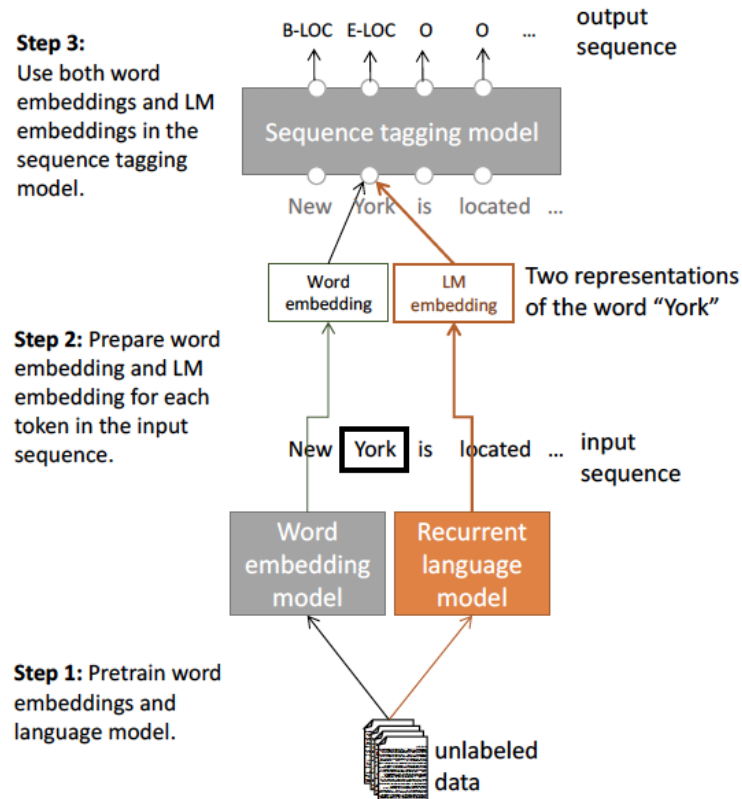 B-LOC E-LOC O O ...
output
sequence
Step 3:
Use both word
embeddings and LM
embeddings in the
sequence tagging
model.
Sequence tagging model
New York is located ...
Word
embedding
LM
embedding
Two representations
of the word “York”
Step 2: Prepare word
embedding and LM
embedding for each
token in the input
sequence.
New York is located ...
input
sequence
Word
embedding
model
Recurrent
language
model
Step 1: Pretrain word
embeddings and
language model.
unlabeled
data